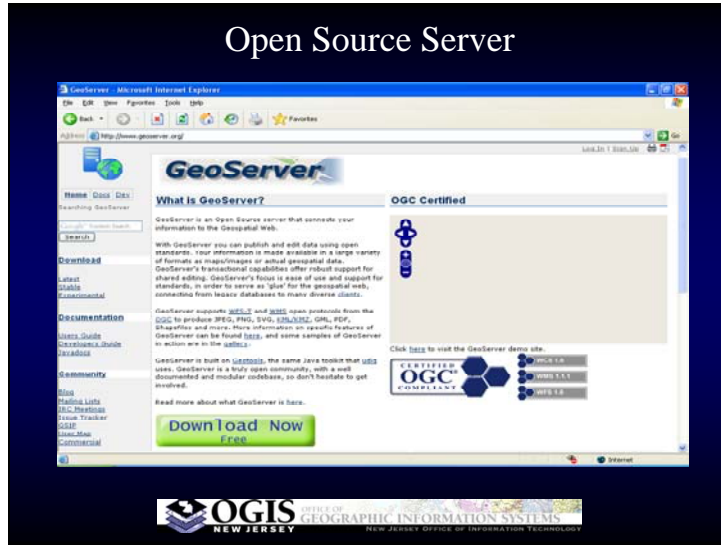 Open Source Server
GeoServer - Microsoft Internet Explorer
File Edit View Favorites Tools Help
Back Favorites
Address http://www.geoserver.org/ Go
Log In | Sign Up
GeoServer
Home Docs Dev
Searching GeoServer
Search
Download
Latest
Stable
Experimental
Documentation
Users Guide
Developers Guide
Javadocs
Community
Blog
Mailing Lists
IRC Meetings
Issue Tracker
GSIP
User Map
Commercial
What is GeoServer?
GeoServer is an Open Source server that connects your
information to the Geospatial Web.
With GeoServer you can publish and edit data using open
standards. Your information is made available in a large variety
of formats as maps/images or actual geospatial data.
GeoServer's transactional capabilities offer robust support for
shared editing. GeoServer's focus is ease of use and support for
standards, in order to serve as 'glue' for the geospatial web,
connecting from legacy databases to many diverse clients.
GeoServer supports WFS-T and WMS open protocols from the
OGC to produce JPEG, PNG, SVG, KML/KMZ, GML, PDF,
Shapefiles and more. More information on specific features of
GeoServer can be found here, and some samples of GeoServer
in action are in the gallery.
GeoServer is built on Geotools, the same Java toolkit that udig
uses. GeoServer is a truly open community, with a well
documented and modular codebase, so don't hesitate to get
involved.
Read more about what GeoServer is here.
Download Now
Free
OGC Certified
Click here to visit the GeoServer demo site.
CERTIFIED
OGC®
COMPLIANT
WCS 1.0
WMS 1.1.1
WFS 1.0
Internet
OGIS
NEW JERSEY
OFFICE OF
GEOGRAPHIC INFORMATION SYSTEMS
NEW JERSEY OFFICE OF INFORMATION TECHNOLOGY